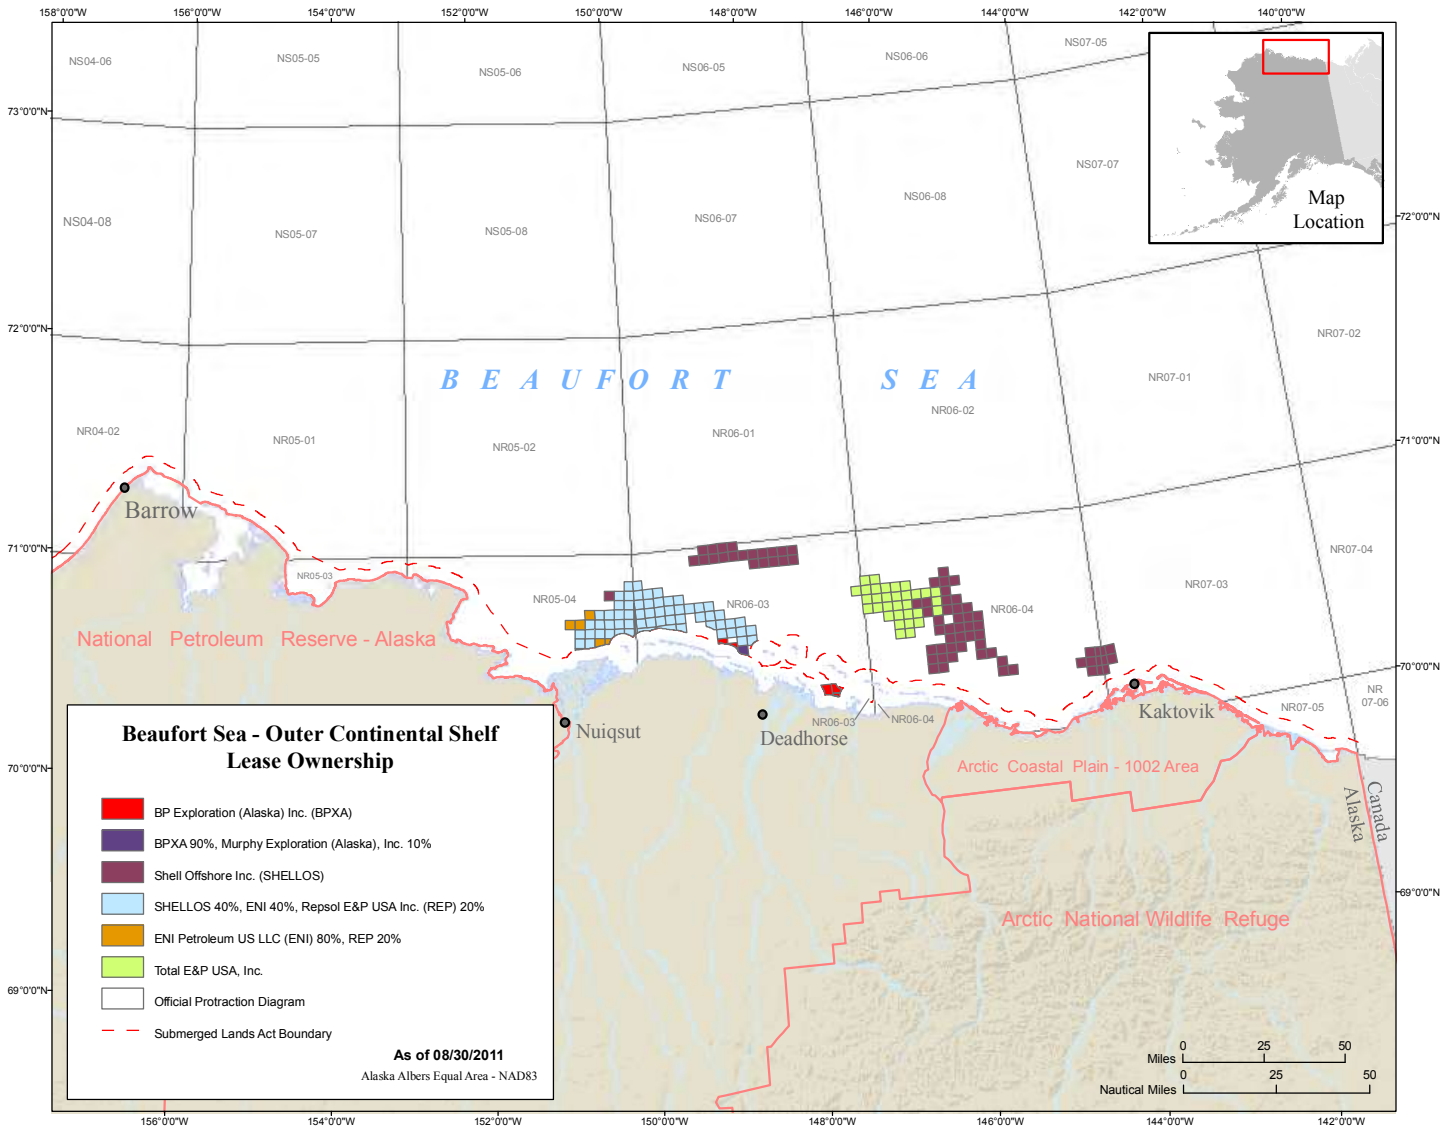 158°0'0"W
156°0'0"W
154°0'0"W
152°0'0"W
150°0'0"W
148°0'0"W
146°0'0"W
144°0'0"W
142°0'0"W
140°0'0"W
NS04-06
NS05-05
NS05-06
NS06-05
NS06-06
NS07-05
Map
Location
73°0'0"N
NS04-08
NS05-07
NS05-08
NS06-07
NS06-08
NS07-07
72°0'0"N
72°0'0"N
BEAUFORT SEA
NR07-02
NR07-01
NR06-02
NR04-02
NR05-01
NR05-02
NR06-01
71°0'0"N
Barrow
71°0'0"N
NR05-03
NR05-04
NR06-03
NR06-04
NR07-03
NR07-04
National Petroleum Reserve - Alaska
70°0'0"N
NR
07-06
NR07-05
Kaktovik
NR06-03
NR06-04
Nuiqsut
Deadhorse
70°0'0"N
Arctic Coastal Plain - 1002 Area
Canada
Alaska
69°0'0"N
Arctic National Wildlife Refuge
69°0'0"N
Beaufort Sea - Outer Continental Shelf
Lease Ownership
BP Exploration (Alaska) Inc. (BPXA)
BPXA 90%, Murphy Exploration (Alaska), Inc. 10%
Shell Offshore Inc. (SHELLOS)
SHELLOS 40%, ENI 40%, Repsol E&P USA Inc. (REP) 20%
ENI Petroleum US LLC (ENI) 80%, REP 20%
Total E&P USA, Inc.
Official Protraction Diagram
Submerged Lands Act Boundary
As of 08/30/2011
Alaska Albers Equal Area - NAD83
0 25 50
Miles
0 25 50
Nautical Miles
156°0'0"W
154°0'0"W
152°0'0"W
150°0'0"W
148°0'0"W
146°0'0"W
144°0'0"W
142°0'0"W